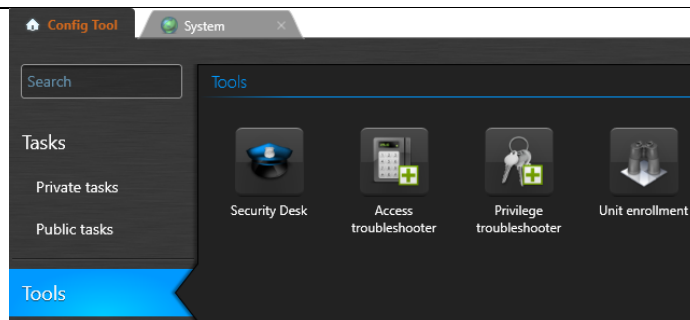 Config Tool
System
Search
Tasks
Private tasks
Public tasks
Tools
Tools
Security Desk
Access
troubleshooter
Privilege
troubleshooter
Unit enrollment